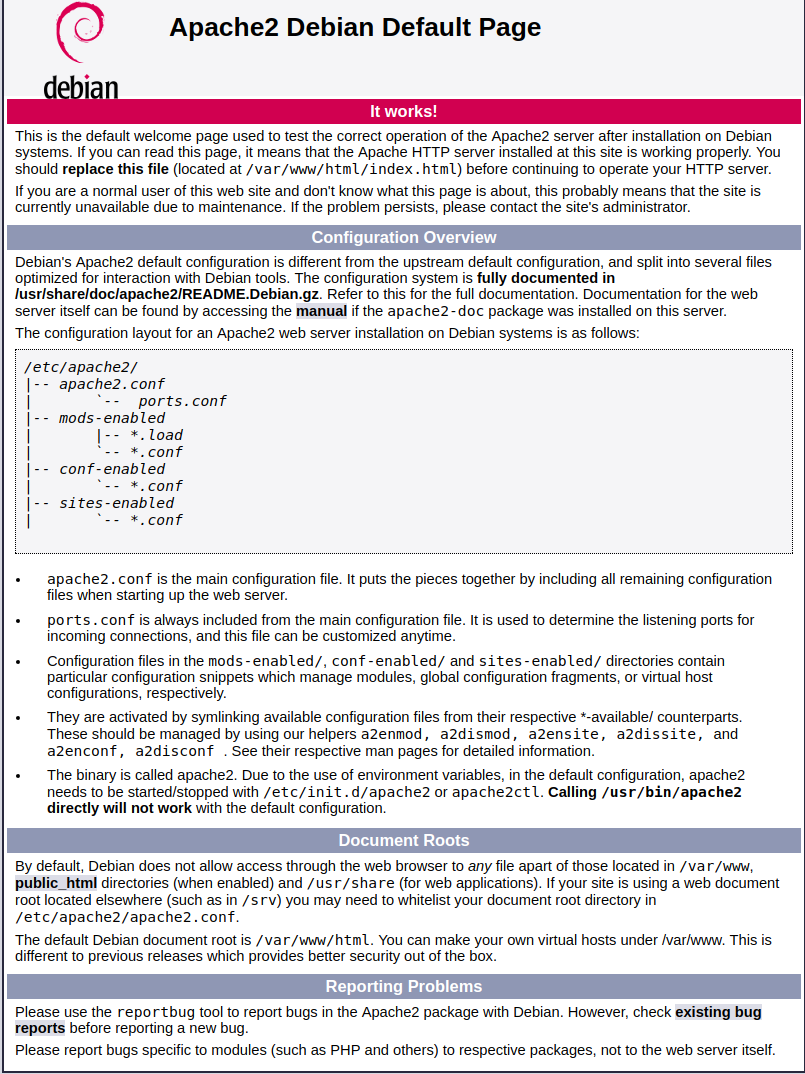 debian
Apache2 Debian Default Page
It works!
This is the default welcome page used to test the correct operation of the Apache2 server after installation on Debian
systems. If you can read this page, it means that the Apache HTTP server installed at this site is working properly. You
should replace this file (located at /var/www/html/index.html) before continuing to operate your HTTP server.
If you are a normal user of this web site and don't know what this page is about, this probably means that the site is
currently unavailable due to maintenance. If the problem persists, please contact the site's administrator.
Configuration Overview
Debian's Apache2 default configuration is different from the upstream default configuration, and split into several files
optimized for interaction with Debian tools. The configuration system is fully documented in
/usr/share/doc/apache2/README.Debian.gz. Refer to this for the full documentation. Documentation for the web
server itself can be found by accessing the manual if the apache2-doc package was installed on this server.
The configuration layout for an Apache2 web server installation on Debian systems is as follows:
/etc/apache2/
|-- apache2.conf
|       `--  ports.conf
|-- mods-enabled
|       |-- *.load
|       `-- *.conf
|-- conf-enabled
|       `-- *.conf
|-- sites-enabled
|       `-- *.conf
• apache2.conf is the main configuration file. It puts the pieces together by including all remaining configuration
files when starting up the web server.
• ports.conf is always included from the main configuration file. It is used to determine the listening ports for
incoming connections, and this file can be customized anytime.
• Configuration files in the mods-enabled/, conf-enabled/ and sites-enabled/ directories contain
particular configuration snippets which manage modules, global configuration fragments, or virtual host
configurations, respectively.
• They are activated by symlinking available configuration files from their respective *-available/ counterparts.
These should be managed by using our helpers a2enmod, a2dismod, a2ensite, a2dissite, and
a2enconf, a2disconf . See their respective man pages for detailed information.
• The binary is called apache2. Due to the use of environment variables, in the default configuration, apache2
needs to be started/stopped with /etc/init.d/apache2 or apache2ctl. Calling /usr/bin/apache2
directly will not work with the default configuration.
Document Roots
By default, Debian does not allow access through the web browser to any file apart of those located in /var/www,
public_html directories (when enabled) and /usr/share (for web applications). If your site is using a web document
root located elsewhere (such as in /srv) you may need to whitelist your document root directory in
/etc/apache2/apache2.conf.
The default Debian document root is /var/www/html. You can make your own virtual hosts under /var/www. This is
different to previous releases which provides better security out of the box.
Reporting Problems
Please use the reportbug tool to report bugs in the Apache2 package with Debian. However, check existing bug
reports before reporting a new bug.
Please report bugs specific to modules (such as PHP and others) to respective packages, not to the web server itself.